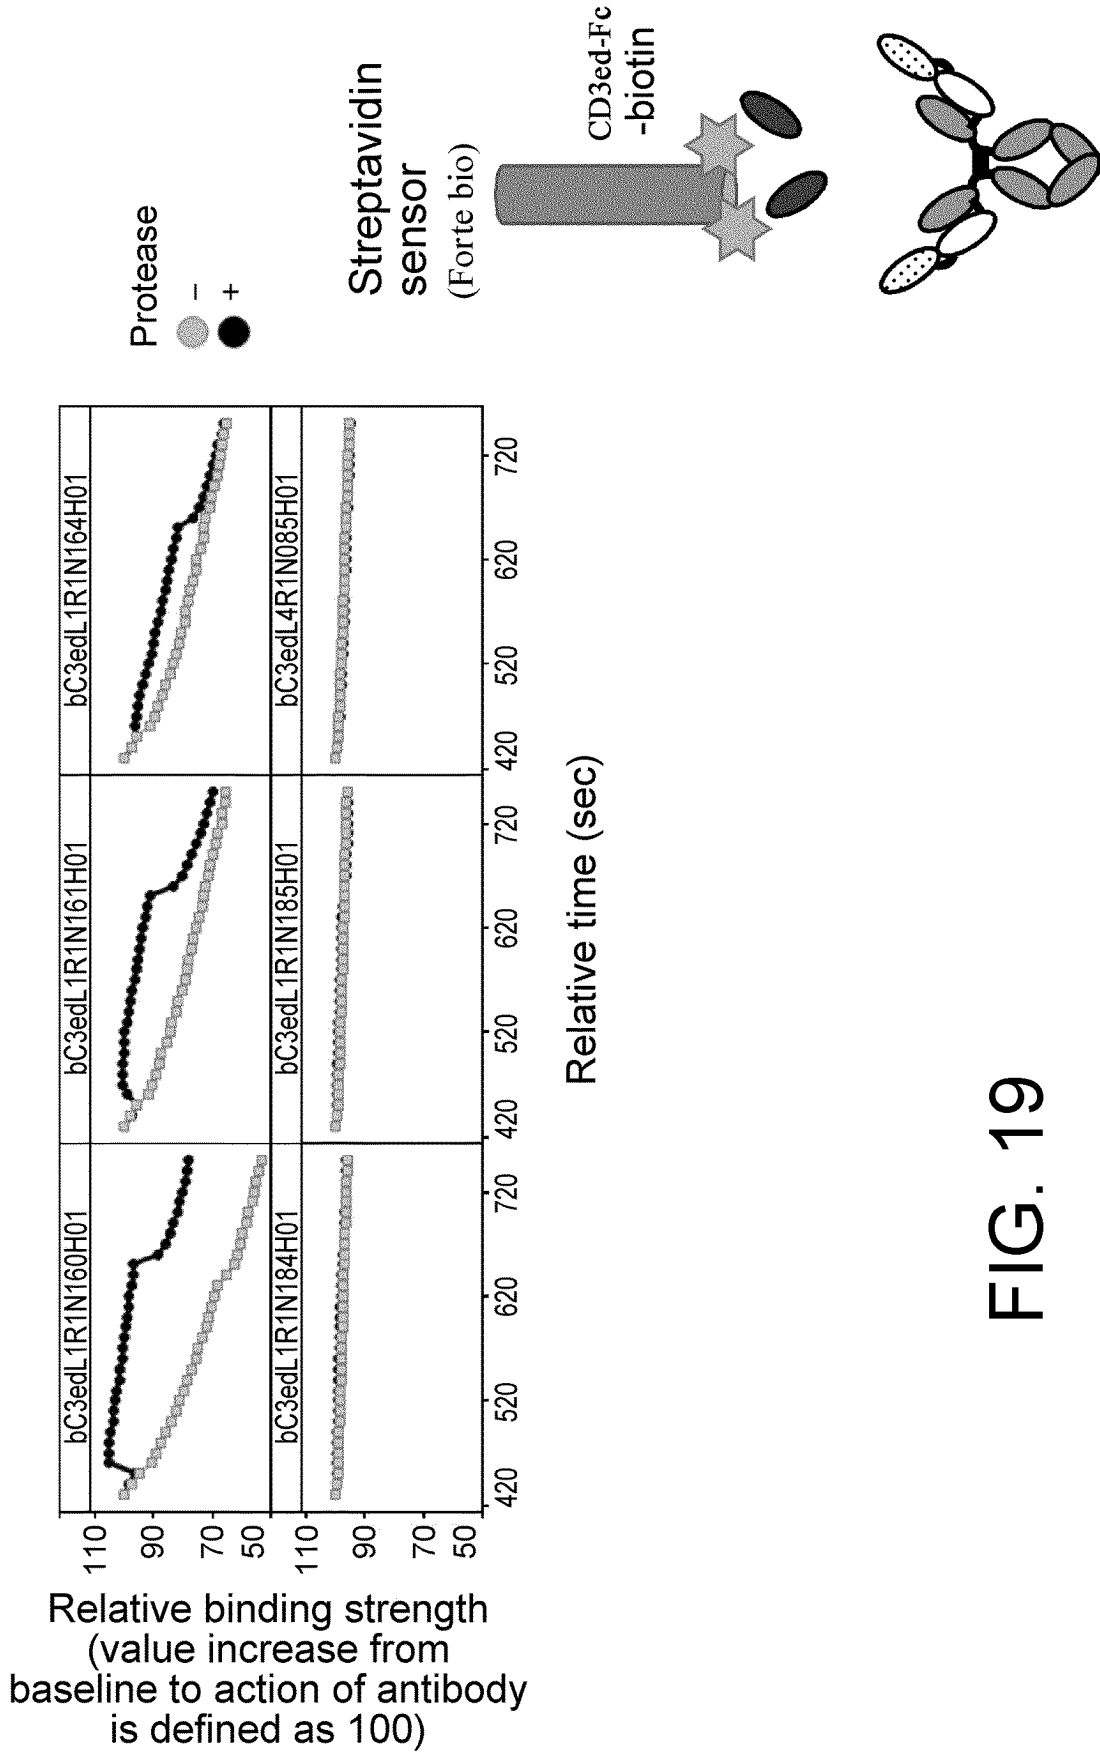 Relative binding strength
(value increase from
baseline to action of antibody
is defined as 100)
110
90
70
50
110
90
70
50
bC3edL1R1N160H01
bC3edL1R1N161H01
bC3edL1R1N164H01
bC3edL1R1N184H01
bC3edL1R1N185H01
bC3edL4R1N085H01
420 520 620 720
420 520 620 720
420 520 620 720
Relative time (sec)
Protease
−
+
Streptavidin
sensor
(Forte bio)
CD3ed-Fc
-biotin
FIG. 19